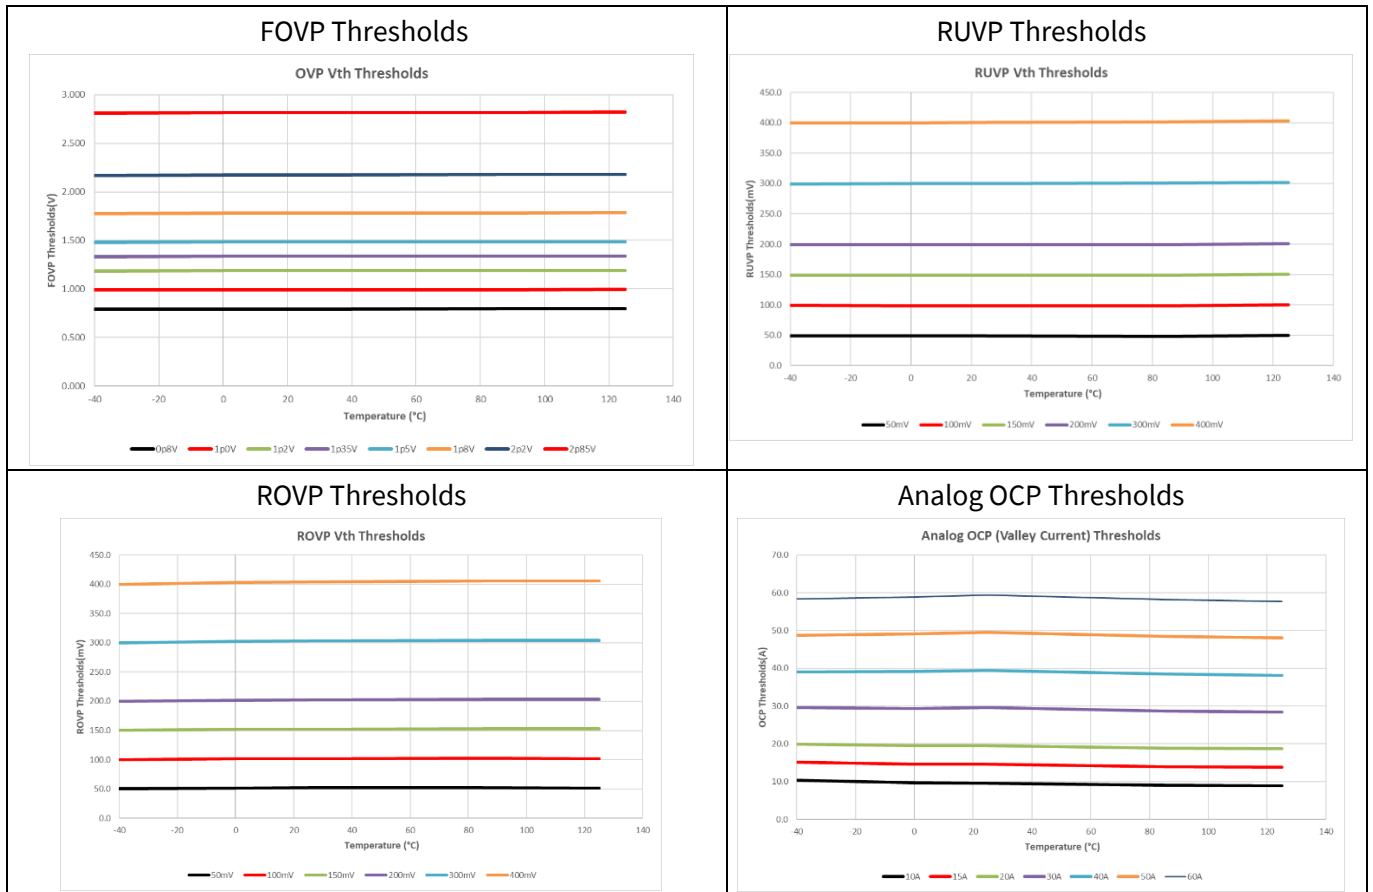 FOVP Thresholds
OVP Vth Thresholds
FOVP Thresholds(V)
3.000
2.500
2.000
1.500
1.000
0.500
0.000
-40 -20 0 20 40 60 80 100 120 140
Temperature (°C)
0p8V 1p0V 1p2V 1p35V 1p5V 1p8V 2p2V 2p85V
RUVP Thresholds
RUVP Vth Thresholds
RUVP Thresholds(mV)
450.0
400.0
350.0
300.0
250.0
200.0
150.0
100.0
50.0
0.0
-40 -20 0 20 40 60 80 100 120 140
Temperature (°C)
50mV 100mV 150mV 200mV 300mV 400mV
ROVP Thresholds
ROVP Vth Thresholds
ROVP Thresholds(mV)
450.0
400.0
350.0
300.0
250.0
200.0
150.0
100.0
50.0
0.0
-40 -20 0 20 40 60 80 100 120 140
Temperature (°C)
50mV 100mV 150mV 200mV 300mV 400mV
Analog OCP Thresholds
Analog OCP (Valley Current) Thresholds
OCP Thresholds(A)
70.0
60.0
50.0
40.0
30.0
20.0
10.0
0.0
-40 -20 0 20 40 60 80 100 120 140
Temperature (°C)
10A 15A 20A 30A 40A 50A 60A